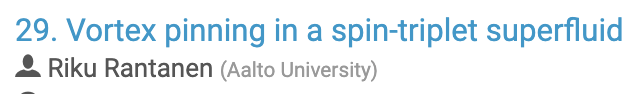 29. Vortex pinning in a spin-triplet superfluid
Riku Rantanen (Aalto University)